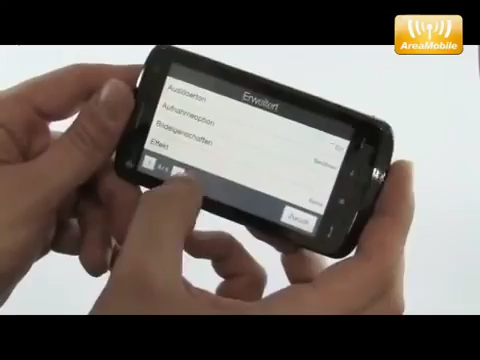 AreaMobile
Erweitert
Auslöserton
Aufnahmeoption
Bildeigenschaften
Effekt
Zurück